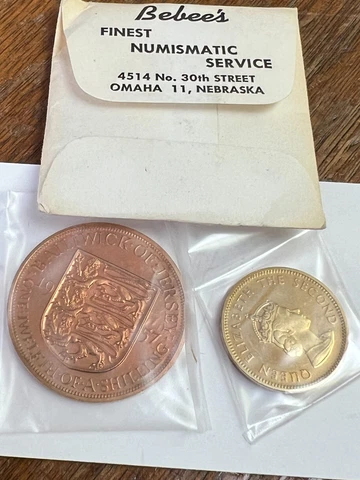 Bebee's
FINEST
NUMISMATIC
SERVICE
4514 No. 30th STREET
OMAHA 11, NEBRASKA
BAILIWICK OF JERSEY
OF·A·SHILLING
QUEEN ELIZABETH THE SECOND